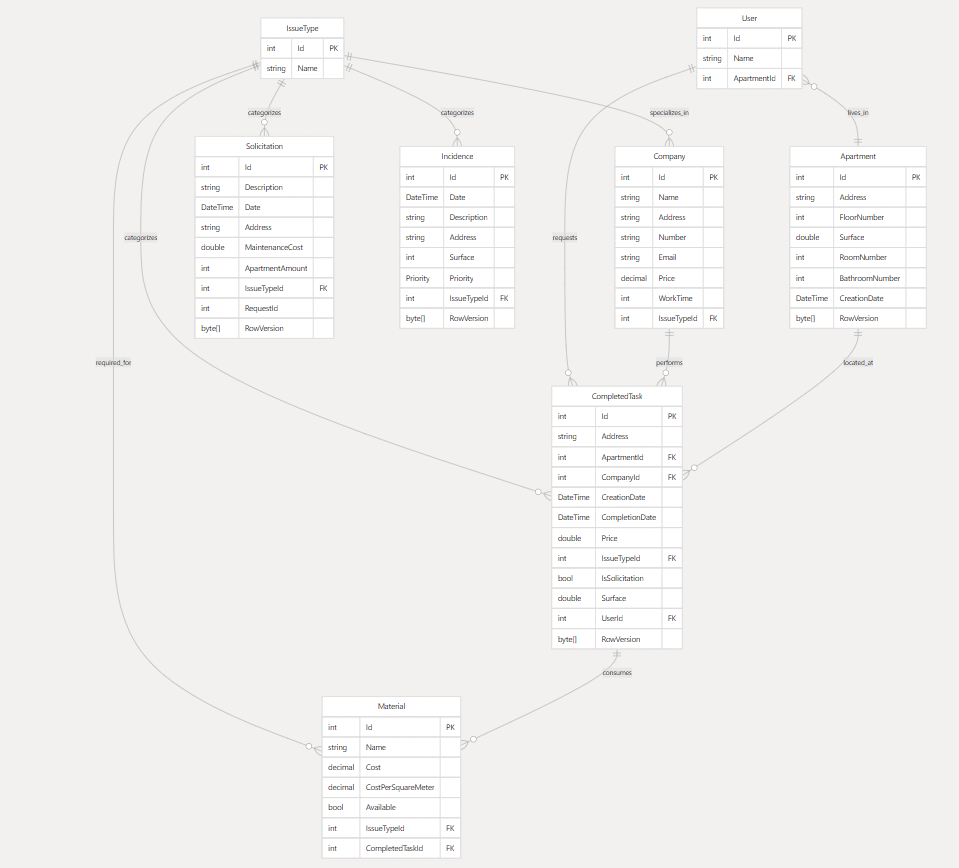 IssueType
int Id PK
string Name
User
int Id PK
string Name
int ApartmentId FK
categorizes
categorizes
specializes_in
lives_in
Solicitation
int Id PK
string Description
DateTime Date
string Address
double MaintenanceCost
int ApartmentAmount
int IssueTypeId FK
int RequestId
byte[] RowVersion
Incidence
int Id PK
DateTime Date
string Description
string Address
int Surface
Priority Priority
int IssueTypeId FK
byte[] RowVersion
Company
int Id PK
string Name
string Address
string Number
string Email
decimal Price
int WorkTime
int IssueTypeId FK
Apartment
int Id PK
string Address
int FloorNumber
double Surface
int RoomNumber
int BathroomNumber
DateTime CreationDate
byte[] RowVersion
categorizes
requests
required_for
performs
located_at
CompletedTask
int Id PK
string Address
int ApartmentId FK
int CompanyId FK
DateTime CreationDate
DateTime CompletionDate
double Price
int IssueTypeId FK
bool IsSolicitation
double Surface
int UserId FK
byte[] RowVersion
consumes
Material
int Id PK
string Name
decimal Cost
decimal CostPerSquareMeter
bool Available
int IssueTypeId FK
int CompletedTaskId FK